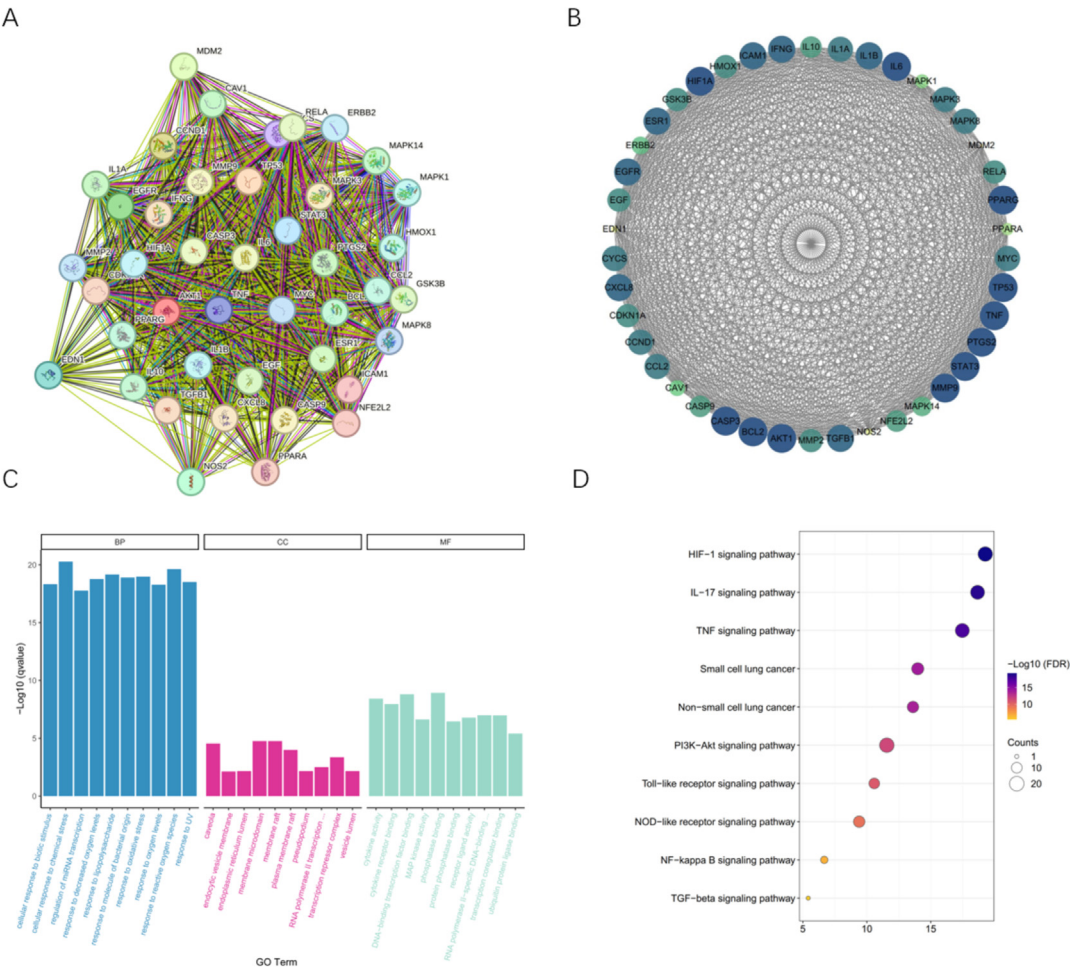 A
MDM2
CAV1
RELA
ERBB2
CCND1
MAPK14
MMP9
TP53
IL1A
MAPK3
MAPK1
EGFR
IFNG
STAT3
HMOX1
CASP3
IL6
HIF1A
PTGS2
MMP2
CCL2
GSK3B
AKT1
TNF
MYC
BCL
PPARG
MAPK8
ESR1
EDN1
IL1B
IL10
EGF
ICAM1
TGFB1
CXCL8
CASP9
NFE2L2
PPARA
NOS2
B
IL10
IFNG
IL1A
ICAM1
IL1B
HMOX1
IL6
HIF1A
MAPK1
GSK3B
MAPK3
ESR1
MAPK8
ERBB2
MDM2
EGFR
RELA
EGF
PPARG
EDN1
PPARA
CYCS
MYC
CXCL8
TP53
CDKN1A
TNF
CCND1
PTGS2
CCL2
STAT3
CAV1
MMP9
CASP9
MAPK14
CASP3
NFE2L2
BCL2
NOS2
AKT1
MMP2
TGFB1
C
BP
CC
MF
20
15
10
5
0
−Log10 (qvalue)
cellular response to biotic stimulus
cellular response to chemical stress
regulation of miRNA transcription
response to decreased oxygen levels
response to lipopolysaccharide
response to molecule of bacterial origin
response to oxidative stress
response to oxygen levels
response to reactive oxygen species
response to UV
caveola
endocytic vesicle membrane
endoplasmic reticulum lumen
membrane microdomain
membrane raft
plasma membrane raft
pseudopodium
RNA polymerase II transcription ...
transcription repressor complex
vesicle lumen
cytokine activity
cytokine receptor binding
DNA-binding transcription factor binding
MAP kinase activity
phosphatase binding
protein phosphatase binding
receptor ligand activity
RNA polymerase II-specific DNA-binding ...
transcription coregulator binding
ubiquitin protein ligase binding
GO Term
D
HIF−1 signaling pathway
IL−17 signaling pathway
TNF signaling pathway
Small cell lung cancer
Non−small cell lung cancer
PI3K−Akt signaling pathway
Toll−like receptor signaling pathway
NOD−like receptor signaling pathway
NF−kappa B signaling pathway
TGF−beta signaling pathway
5
10
15
−Log10 (FDR)
15
10
Counts
1
10
20